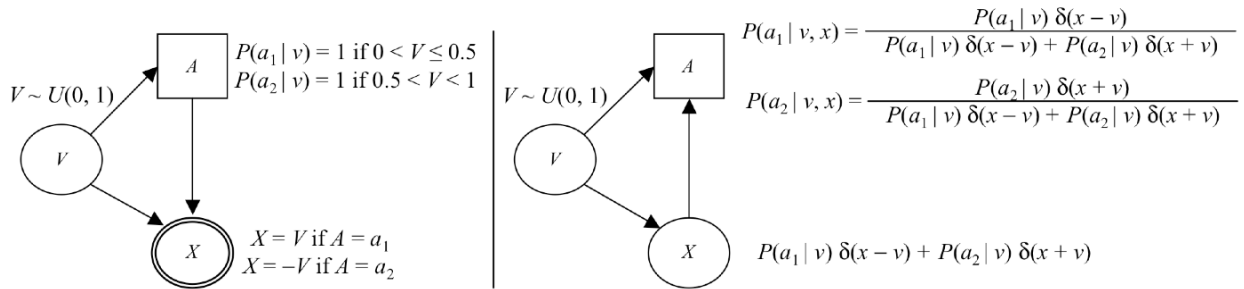 A
P(a₁ | v) = 1 if 0 < V ≤ 0.5
P(a₂ | v) = 1 if 0.5 < V < 1
V ~ U(0, 1)
V
X
X = V if A = a₁
X = –V if A = a₂
A
P(a₁ | v, x) = P(a₁ | v) δ(x – v) / P(a₁ | v) δ(x – v) + P(a₂ | v) δ(x + v)
V ~ U(0, 1)
P(a₂ | v, x) = P(a₂ | v) δ(x + v) / P(a₁ | v) δ(x – v) + P(a₂ | v) δ(x + v)
V
X
P(a₁ | v) δ(x – v) + P(a₂ | v) δ(x + v)